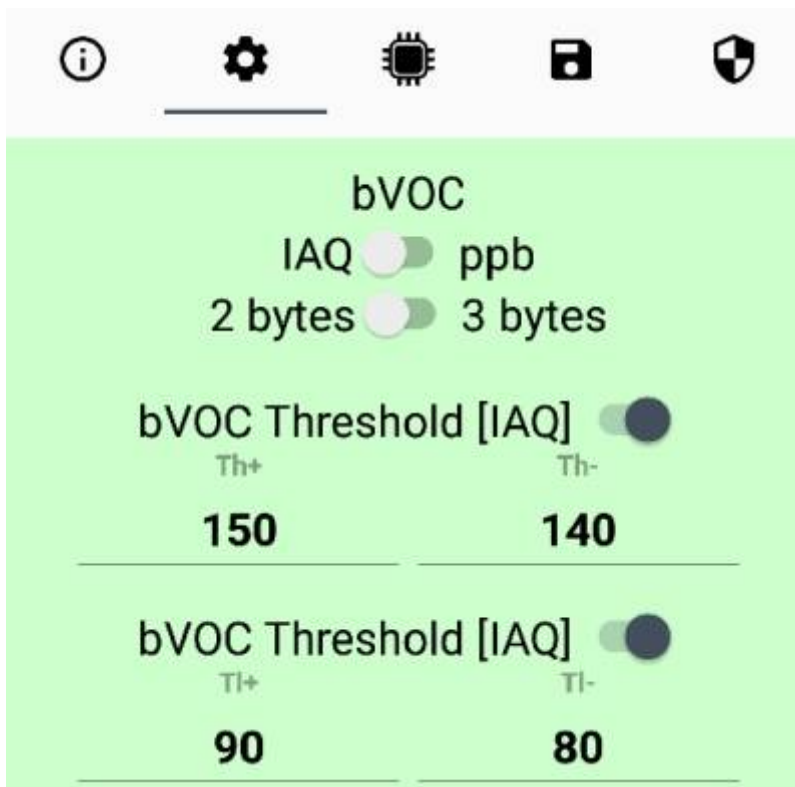 bVOC
IAQ ppb
2 bytes 3 bytes
bVOC Threshold [IAQ]
Th+ Th-
150 140
bVOC Threshold [IAQ]
Tl+ Tl-
90 80